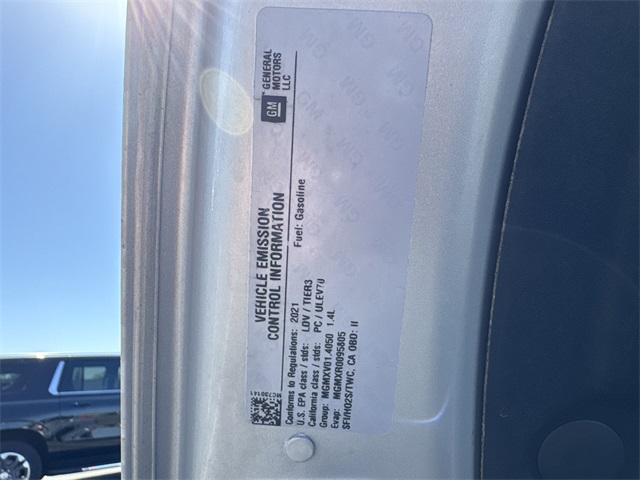 GM
GENERAL
MOTORS
LLC
VEHICLE EMISSION
CONTROL INFORMATION
Fuel: Gasoline
Conforms to Regulations: 2021
U.S. EPA class / stds: LDV / TIER3
California class / stds: PC / ULEV70
Group: MGMXV01.4050 1.4L
Evap: MGMXR0095805
SFI/HO2S/TWC, CA OBD: II